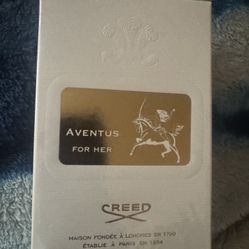 AVENTUS
FOR HER
CREED
MAISON FONDÉE À LONDRES EN 1760
ÉTABLIE À PARIS EN 1854